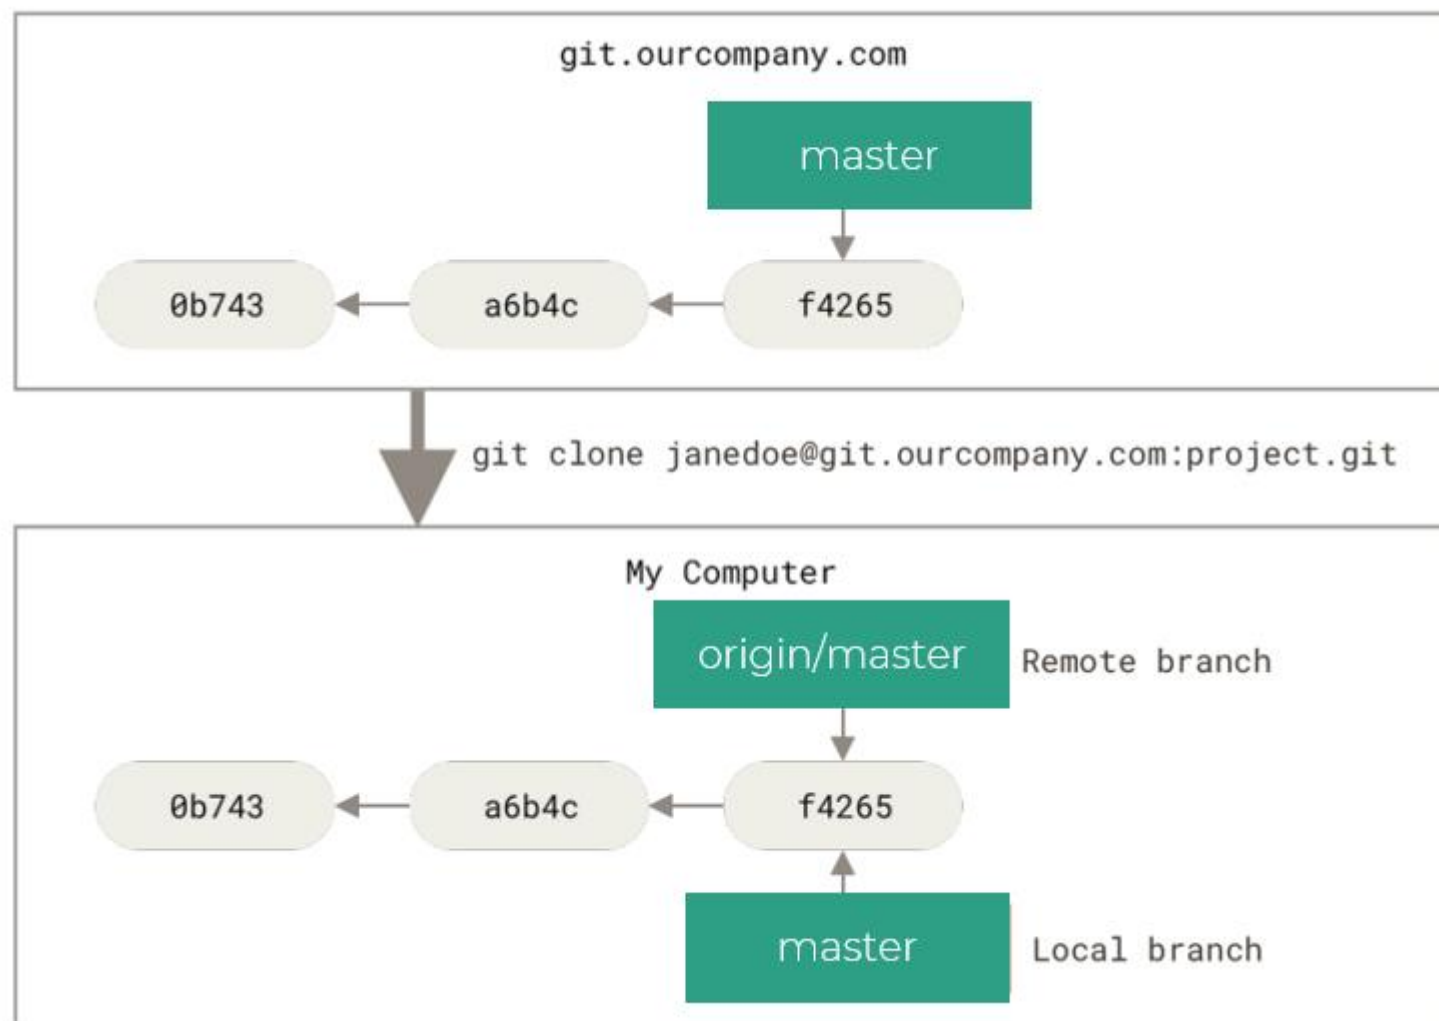 git.ourcompany.com
master
0b743
a6b4c
f4265
git clone janedoe@git.ourcompany.com:project.git
My Computer
origin/master
Remote branch
0b743
a6b4c
f4265
master
Local branch